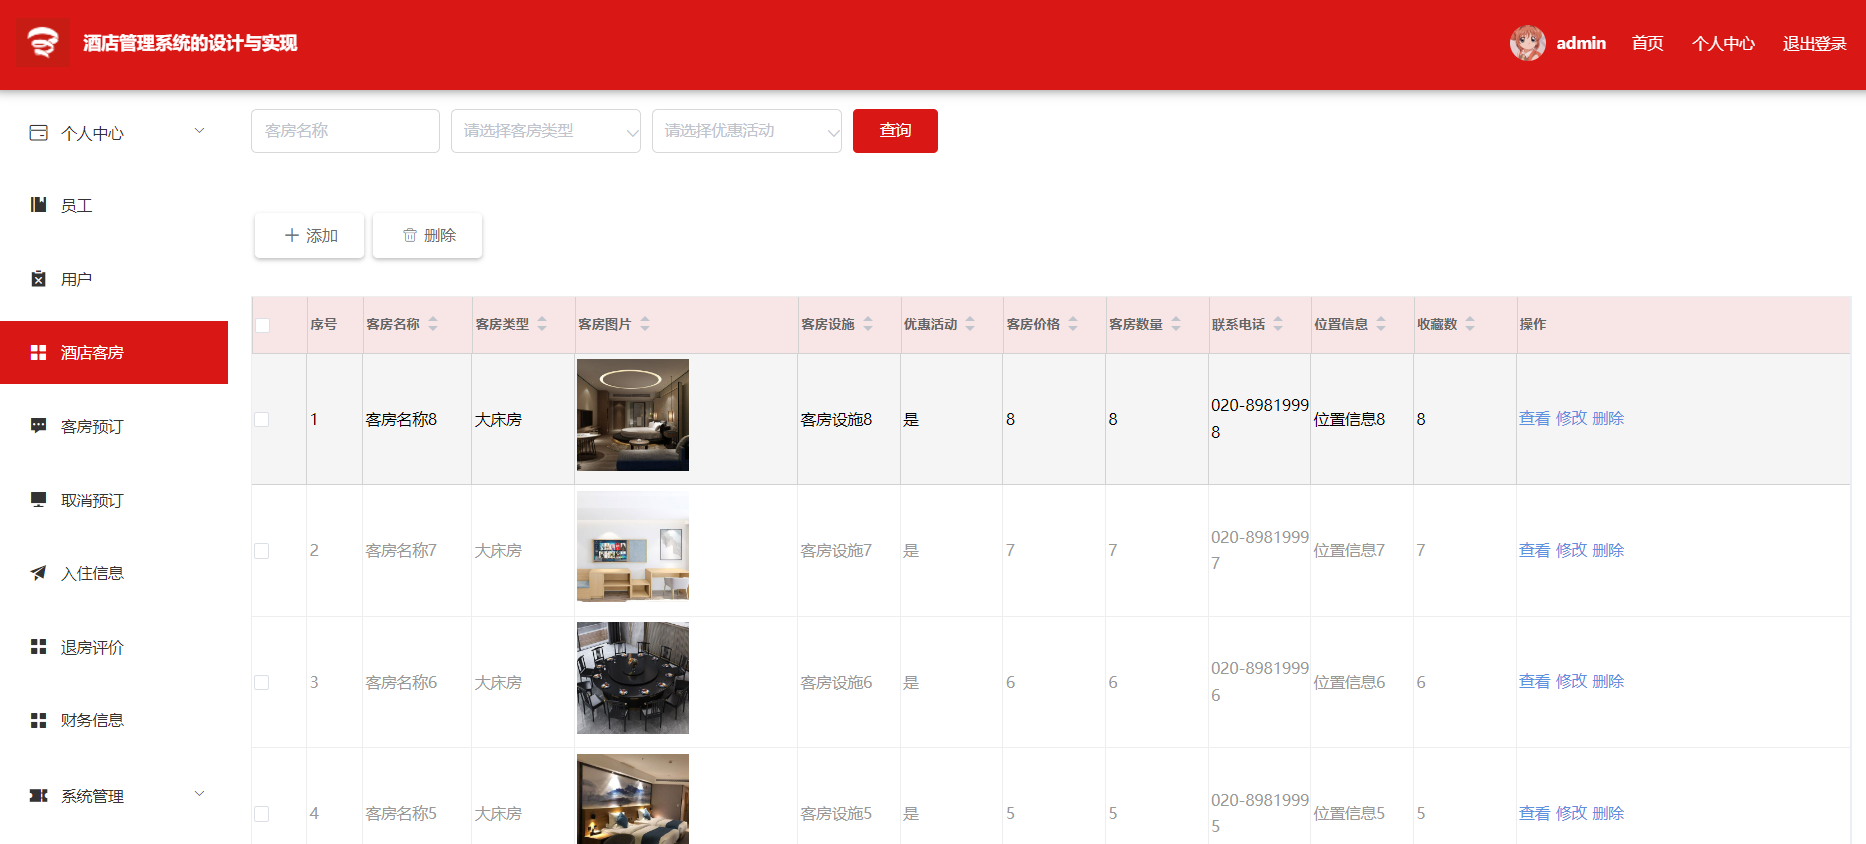 酒店管理系统的设计与实现
admin 首页 个人中心 退出登录
个人中心
员工
用户
酒店客房
客房预订
取消预订
入住信息
退房评价
财务信息
系统管理
客房名称 请选择客房类型 请选择优惠活动 查询
添加 删除
序号 客房名称 客房类型 客房图片 客房设施 优惠活动 客房价格 客房数量 联系电话 位置信息 收藏数 操作
1 客房名称8 大床房 客房设施8 是 8 8 020-89819998 位置信息8 8 查看 修改 删除
2 客房名称7 大床房 客房设施7 是 7 7 020-89819997 位置信息7 7 查看 修改 删除
3 客房名称6 大床房 客房设施6 是 6 6 020-89819996 位置信息6 6 查看 修改 删除
4 客房名称5 大床房 客房设施5 是 5 5 020-89819995 位置信息5 5 查看 修改 删除